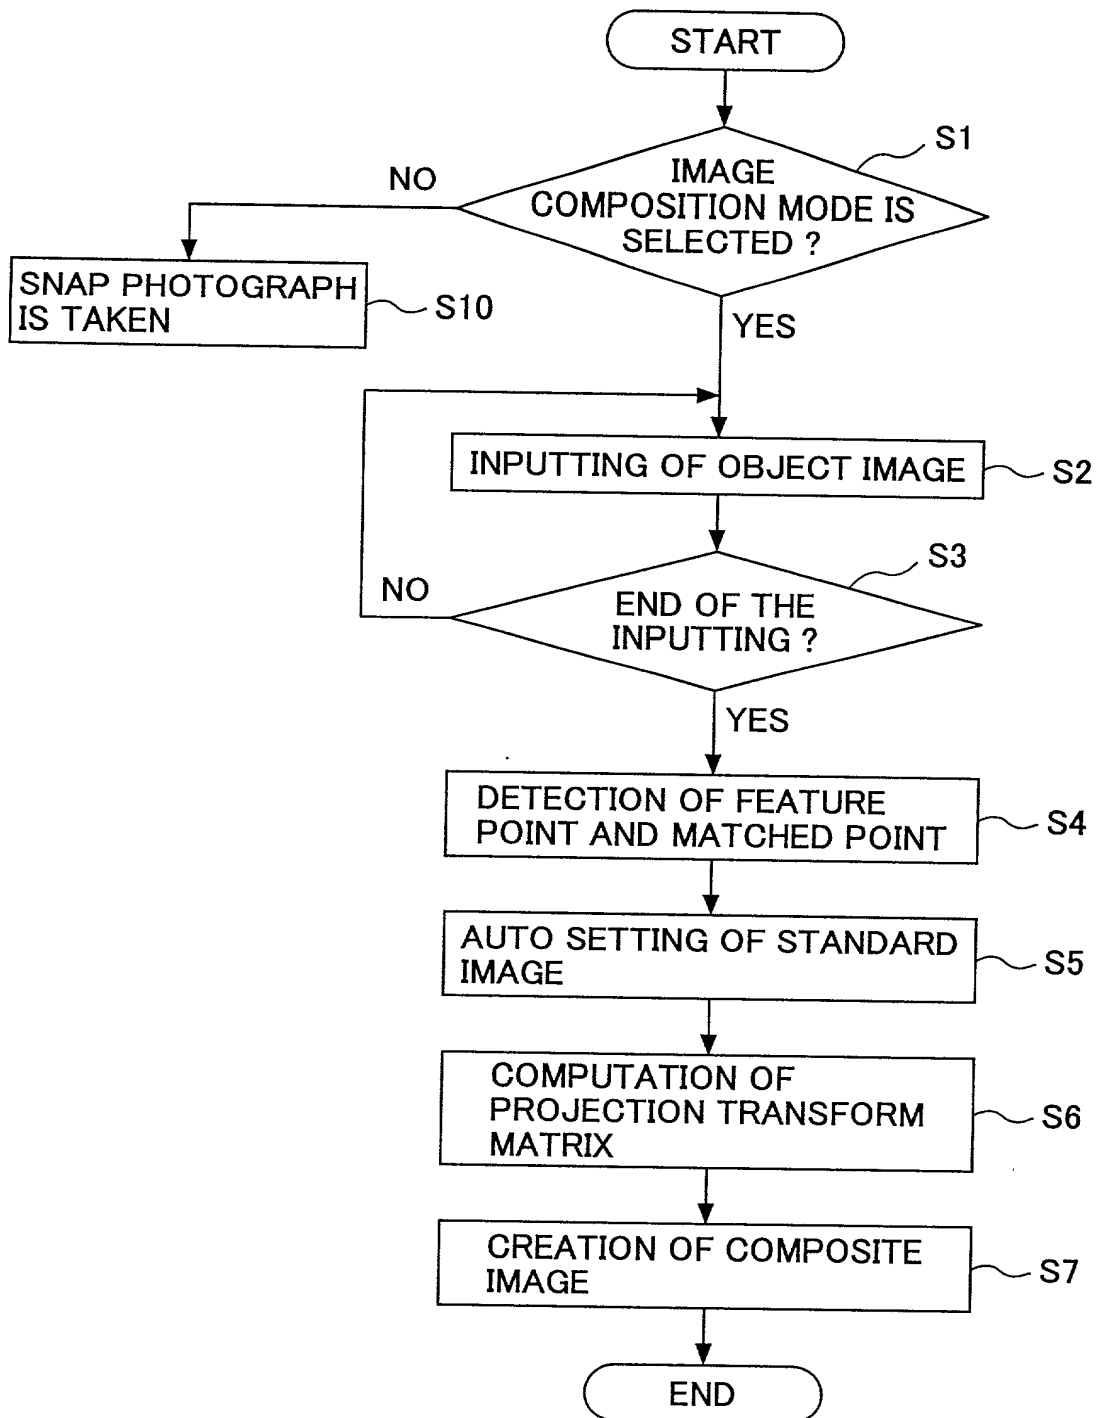 START
S1
IMAGE
COMPOSITION MODE IS
SELECTED ?
NO
SNAP PHOTOGRAPH
IS TAKEN
S10
YES
INPUTTING OF OBJECT IMAGE
S2
S3
END OF THE
INPUTTING ?
NO
YES
DETECTION OF FEATURE
POINT AND MATCHED POINT
S4
AUTO SETTING OF STANDARD
IMAGE
S5
COMPUTATION OF
PROJECTION TRANSFORM
MATRIX
S6
CREATION OF COMPOSITE
IMAGE
S7
END